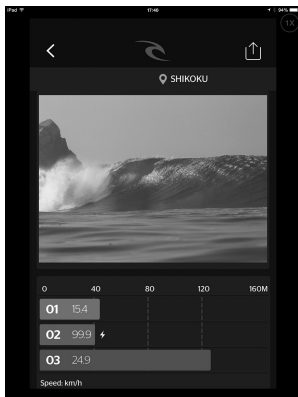 iPad 17:40 94%
1X
SHIKOKU
0 40 80 120 160M
01 15.4
02 99.9
03 24.9
Speed: km/h